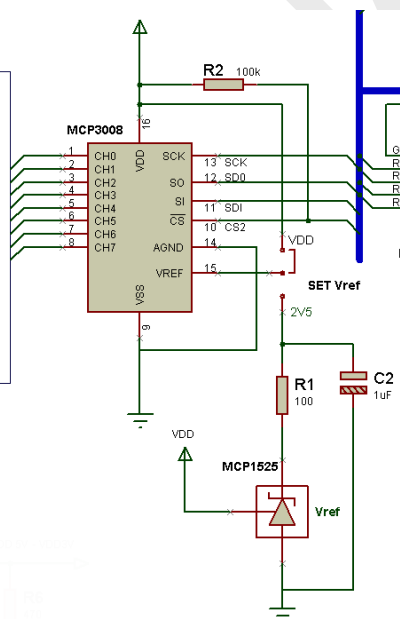 R2 100k
MCP3008
16
1 CH0 VDD SCK 13 SCK
2 CH1 SO 12 SD0
3 CH2 SI 11 SDI
4 CH3 CS 10 CS2
5 CH4 AGND 14
6 CH5 VREF 15
7 CH6
8 CH7
VSS
9
G
R
R
R
VDD
SET Vref
2V5
R1
100
C2
1uF
VDD
MCP1525
Vref